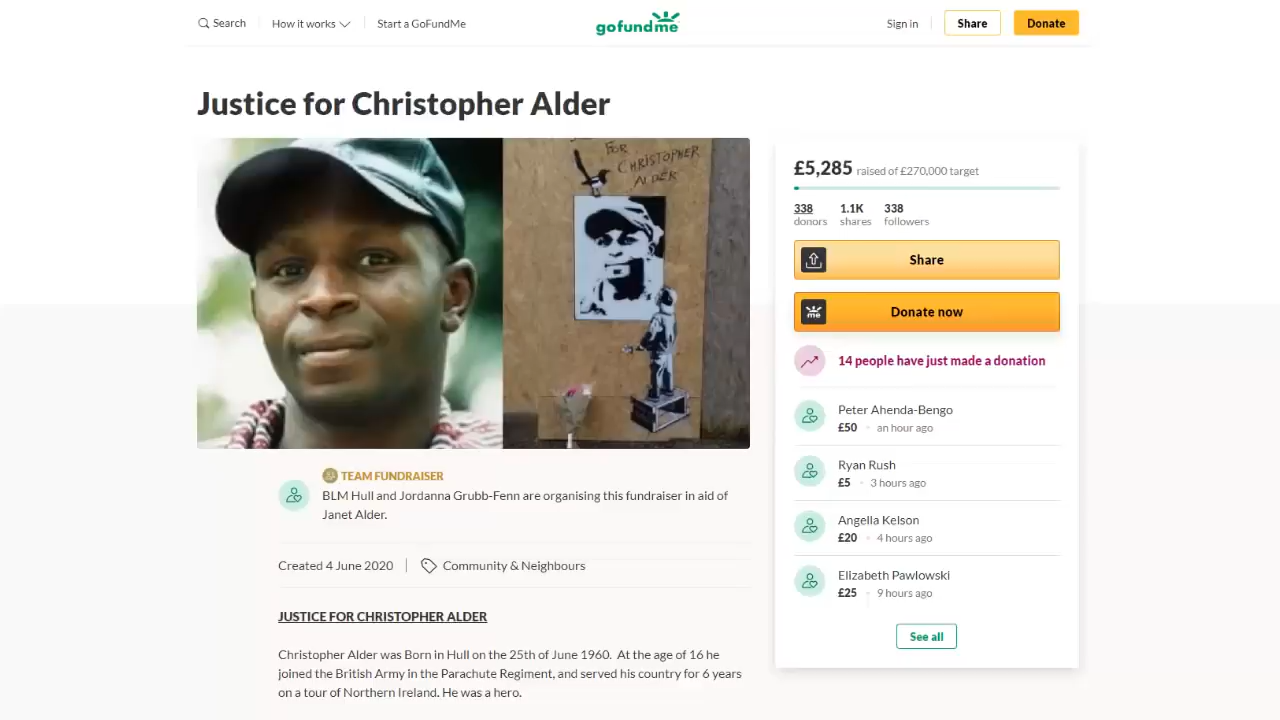 Search
How it works
Start a GoFundMe
gofundme
Sign in
Share
Donate
Justice for Christopher Alder
FOR
CHRISTOPHER
ALDER
£5,285 raised of £270,000 target
338 1.1K 338
donors shares followers
Share
me Donate now
14 people have just made a donation
Peter Ahenda-Bengo
£50 · an hour ago
Ryan Rush
£5 · 3 hours ago
Angella Kelson
£20 · 4 hours ago
Elizabeth Pawlowski
£25 · 9 hours ago
See all
TEAM FUNDRAISER
BLM Hull and Jordanna Grubb-Fenn are organising this fundraiser in aid of
Janet Alder.
Created 4 June 2020 | Community & Neighbours
JUSTICE FOR CHRISTOPHER ALDER
Christopher Alder was Born in Hull on the 25th of June 1960. At the age of 16 he
joined the British Army in the Parachute Regiment, and served his country for 6 years
on a tour of Northern Ireland. He was a hero.